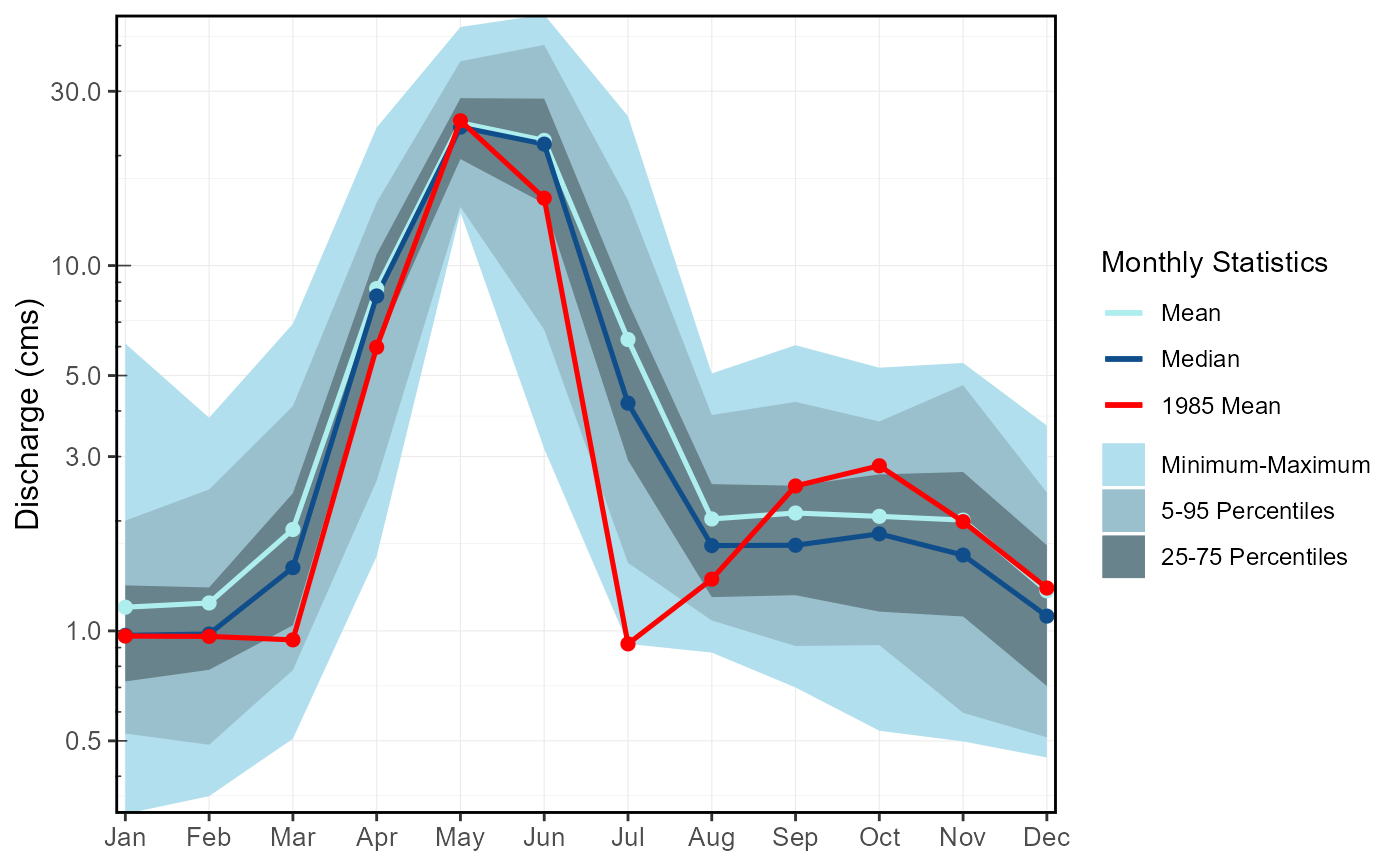 Discharge (cms)
30.0
10.0
5.0
3.0
1.0
0.5
Jan Feb Mar Apr May Jun Jul Aug Sep Oct Nov Dec
Monthly Statistics
Mean
Median
1985 Mean
Minimum-Maximum
5-95 Percentiles
25-75 Percentiles